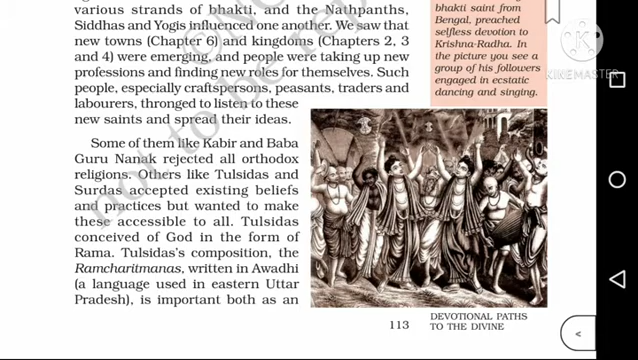 various strands of bhakti, and the Nathpanths,
Siddhas and Yogis influenced one another. We saw that
new towns (Chapter 6) and kingdoms (Chapters 2, 3
and 4) were emerging, and people were taking up new
professions and finding new roles for themselves. Such
people, especially craftspersons, peasants, traders and
labourers, thronged to listen to these
new saints and spread their ideas.
Some of them like Kabir and Baba
Guru Nanak rejected all orthodox
religions. Others like Tulsidas and
Surdas accepted existing beliefs
and practices but wanted to make
these accessible to all. Tulsidas
conceived of God in the form of
Rama. Tulsidas's composition, the
Ramcharitmanas, written in Awadhi
(a language used in eastern Uttar
Pradesh), is important both as an
bhakti saint from
Bengal, preached
selfless devotion to
Krishna-Radha. In
the picture you see a
group of his followers
engaged in ecstatic
dancing and singing.
KINEMASTER
not to be
113
DEVOTIONAL PATHS
TO THE DIVINE